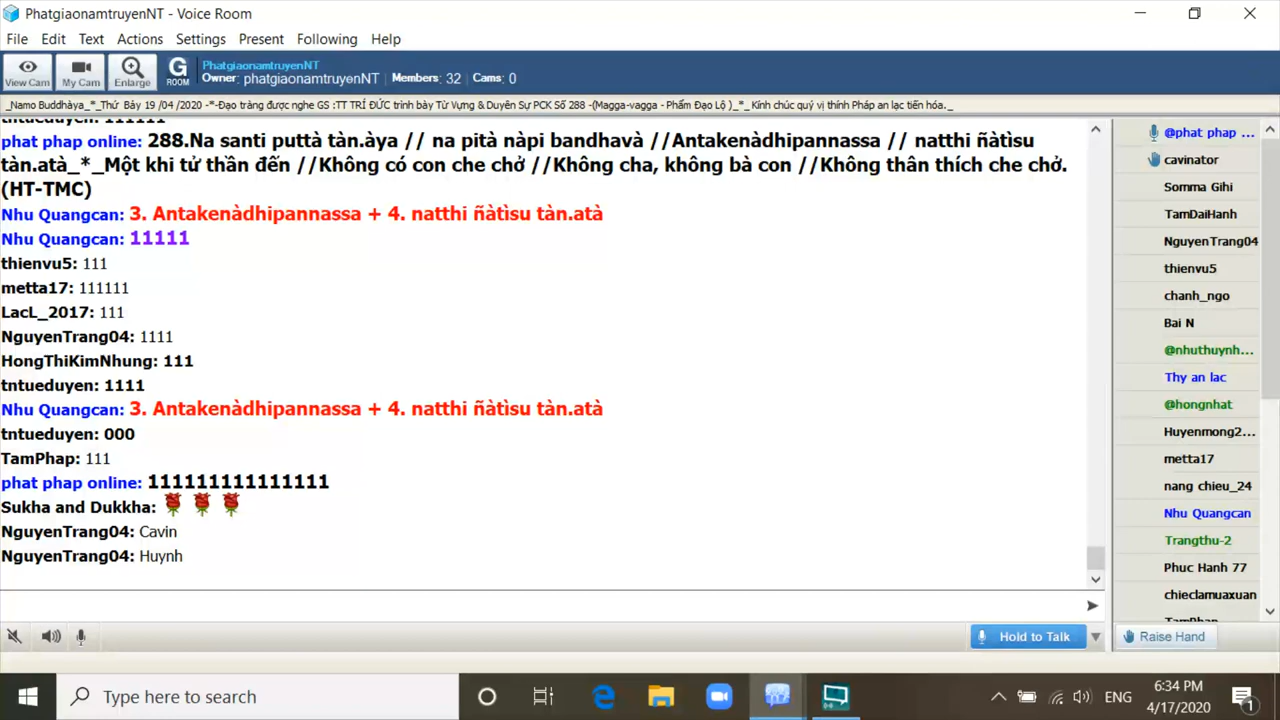 PhatgiaonamtruyenNT - Voice Room
File Edit Text Actions Settings Present Following Help
View Cam My Cam Enlarge G ROOM
PhatgiaonamtruyenNT
Owner: phatgiaonamtruyenNT Members: 32 Cams: 0
_Namo Buddhàya_*_Thứ Bảy 19 /04 /2020 -*-Đạo tràng được nghe GS :TT TRÍ ĐỨC trình bày Từ Vựng & Duyên Sự PCK Số 288 -(Magga-vagga - Phẩm Đạo Lộ )_*_ Kính chúc quý vị thính Pháp an lạc tiến hóa._
tntueduyen: 111111
phat phap online: 288.Na santi puttà tàn.àya // na pità nàpi bandhavà //Antakenàdhipannassa // natthi ñàtìsu
tàn.atà_*_Một khi tử thần đến //Không có con che chở //Không cha, không bà con //Không thân thích che chở.
(HT-TMC)
Nhu Quangcan: 3. Antakenàdhipannassa + 4. natthi ñàtìsu tàn.atà
Nhu Quangcan: 11111
thienvu5: 111
metta17: 111111
LacL_2017: 111
NguyenTrang04: 1111
HongThiKimNhung: 111
tntueduyen: 1111
Nhu Quangcan: 3. Antakenàdhipannassa + 4. natthi ñàtìsu tàn.atà
tntueduyen: 000
TamPhap: 111
phat phap online: 111111111111111
Sukha and Dukkha:
NguyenTrang04: Cavin
NguyenTrang04: Huynh
@phat phap ...
cavinator
Somma Gihi
TamDaiHanh
NguyenTrang04
thienvu5
chanh_ngo
Bai N
@nhuthuynh...
Thy an lac
@hongnhat
Huyenmong2...
metta17
nang chieu_24
Nhu Quangcan
Trangthu-2
Phuc Hanh 77
chieclamuaxuan
TamPhap
Hold to Talk
Raise Hand
Type here to search
ENG
6:34 PM
4/17/2020
1